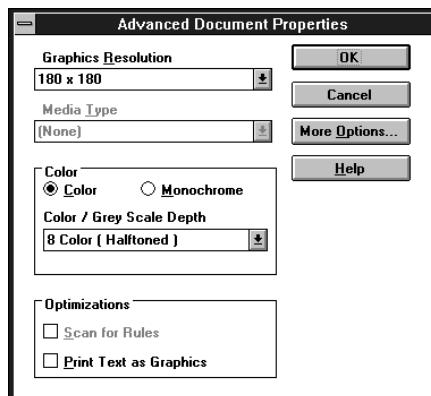 Advanced Document Properties
Graphics Resolution
180 x 180
Media Type
(None)
Color
Color Monochrome
Color / Grey Scale Depth
8 Color ( Halftoned )
Optimizations
Scan for Rules
Print Text as Graphics
OK
Cancel
More Options...
Help